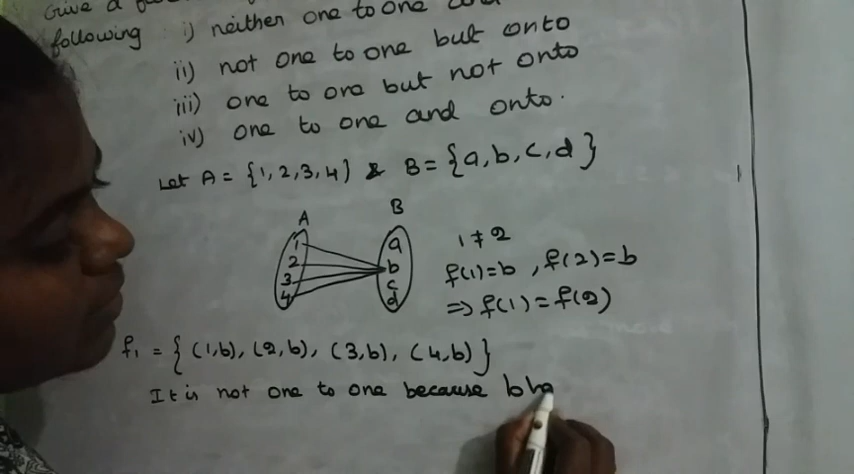 Give a
following i) neither one to one
ii) not one to one but onto
iii) one to one but not onto
iv) one to one and onto.
Let A = {1,2,3,4} & B = {a,b,c,d}
A
B
1
2
3
4
a
b
c
d
1 ≠ 2
f(1)=b , f(2)=b
⇒ f(1) = f(2)
f₁ = { (1,b), (2,b), (3,b), (4,b) }
It is not one to one because b ha